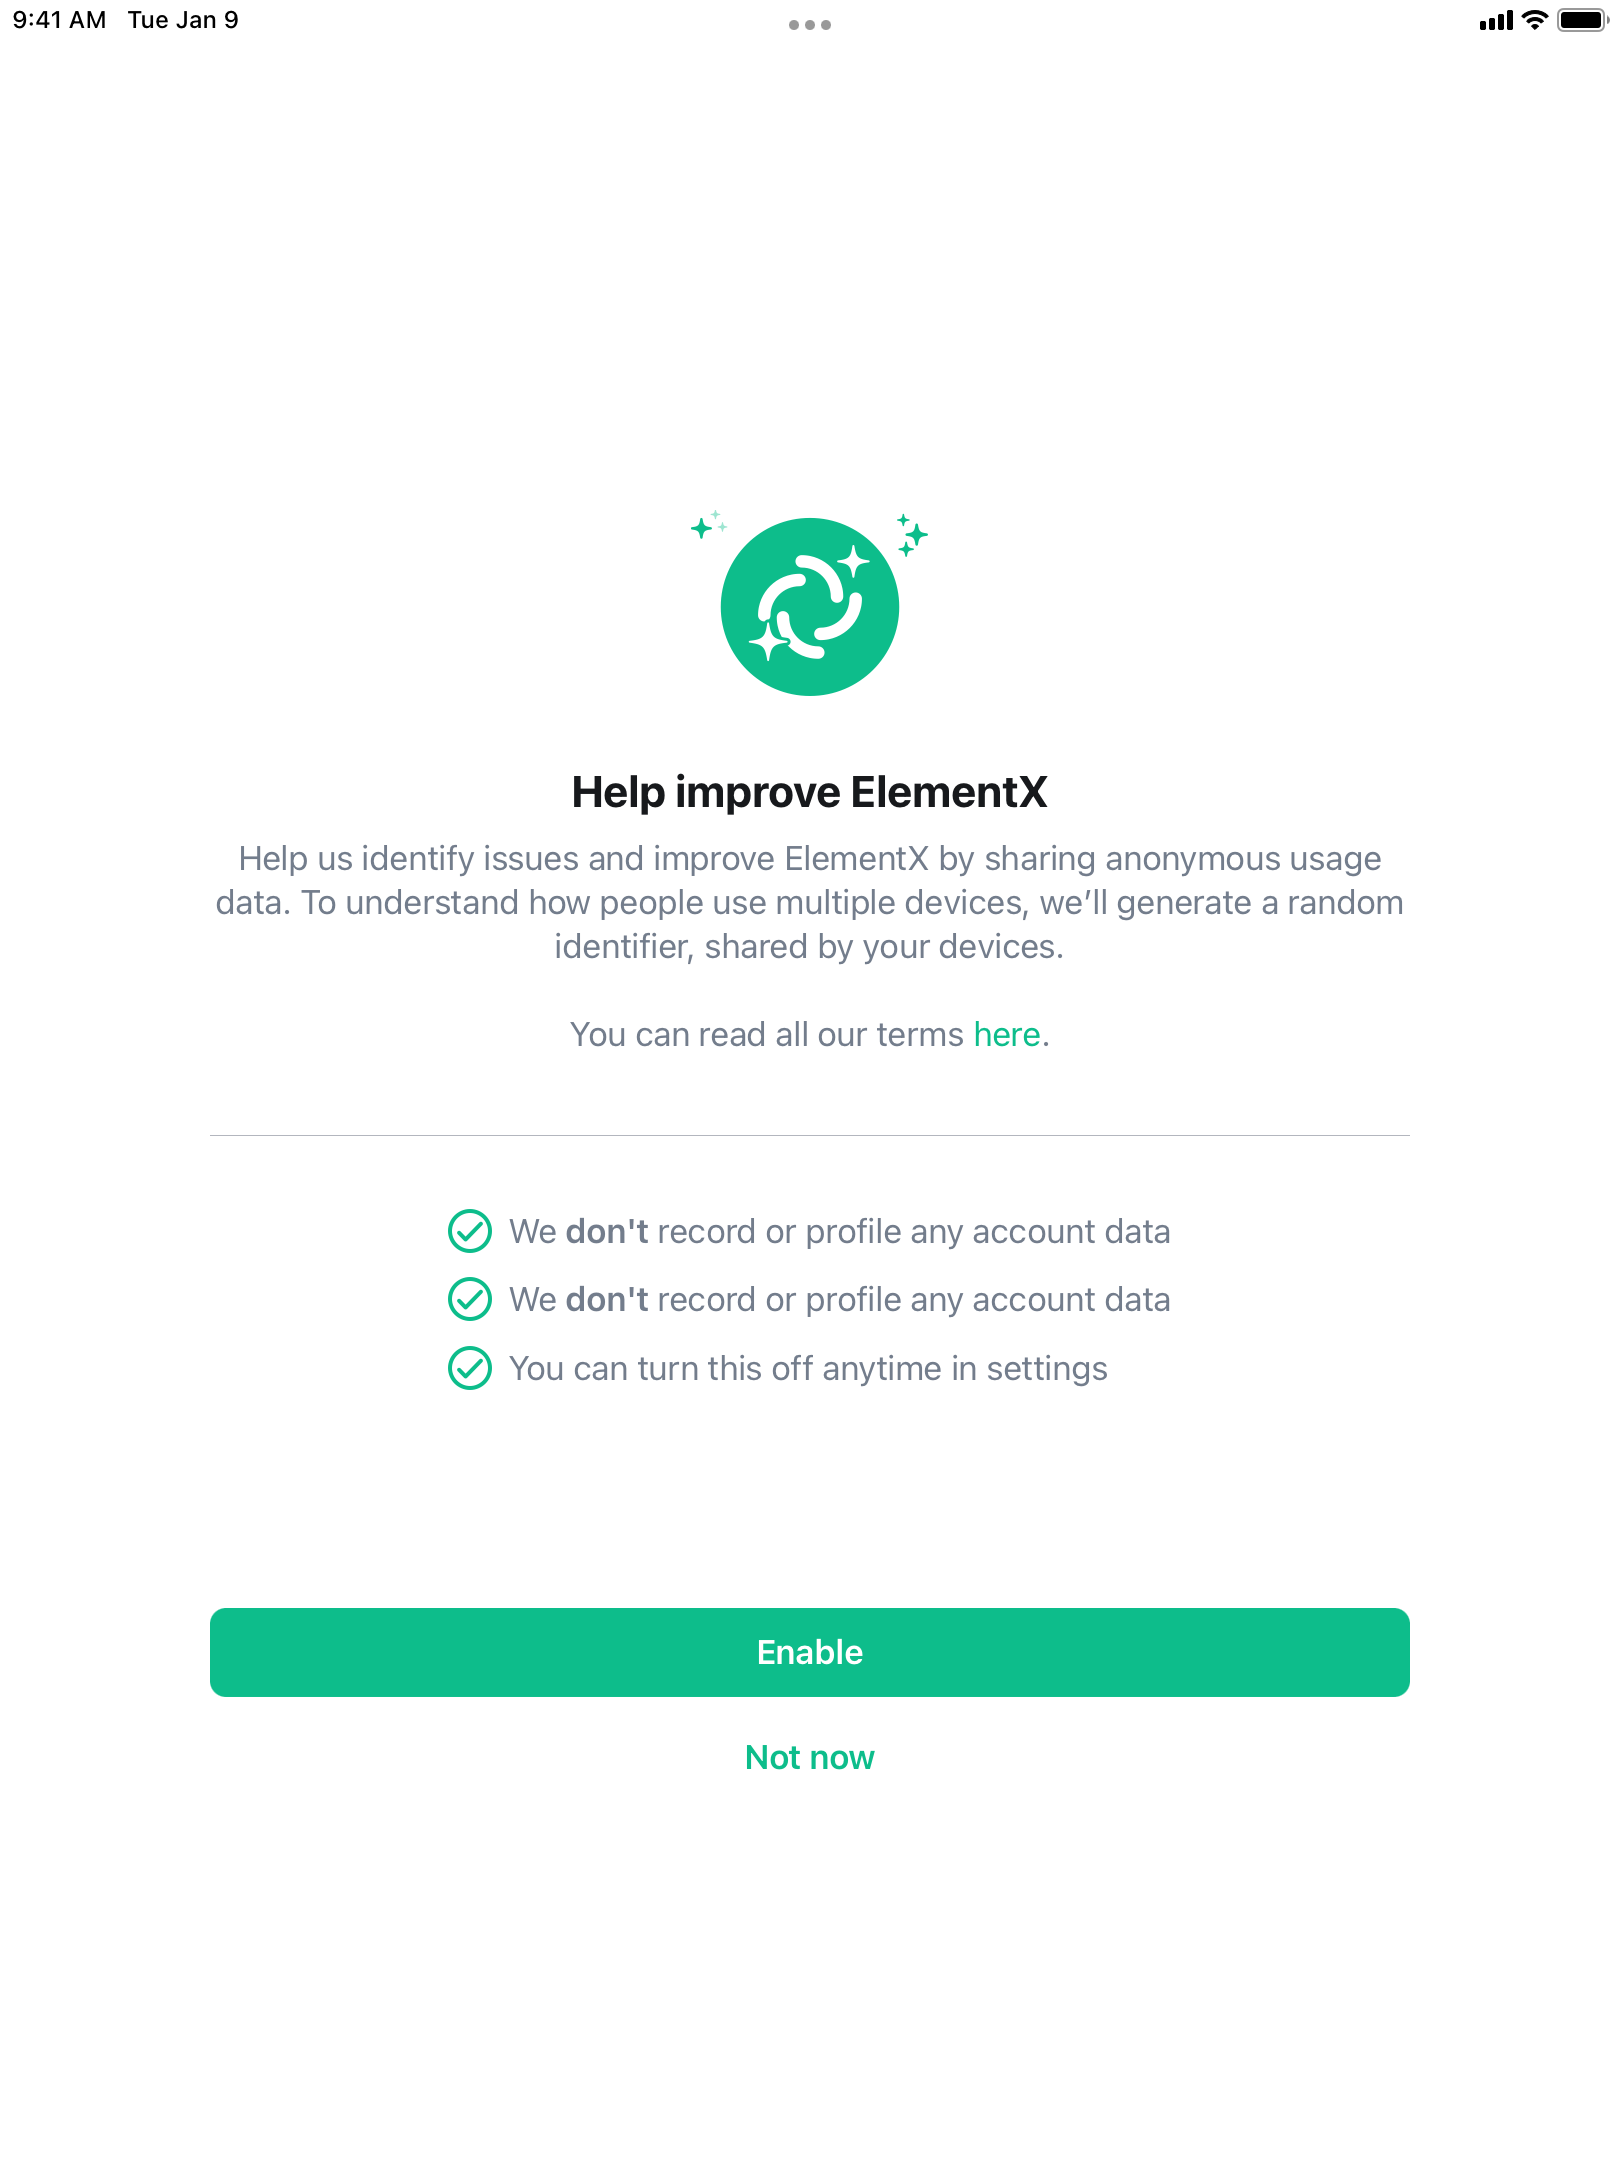 9:41 AM Tue Jan 9
Help improve ElementX
Help us identify issues and improve ElementX by sharing anonymous usage
data. To understand how people use multiple devices, we’ll generate a random
identifier, shared by your devices.
You can read all our terms here.
We don't record or profile any account data
We don't record or profile any account data
You can turn this off anytime in settings
Enable
Not now